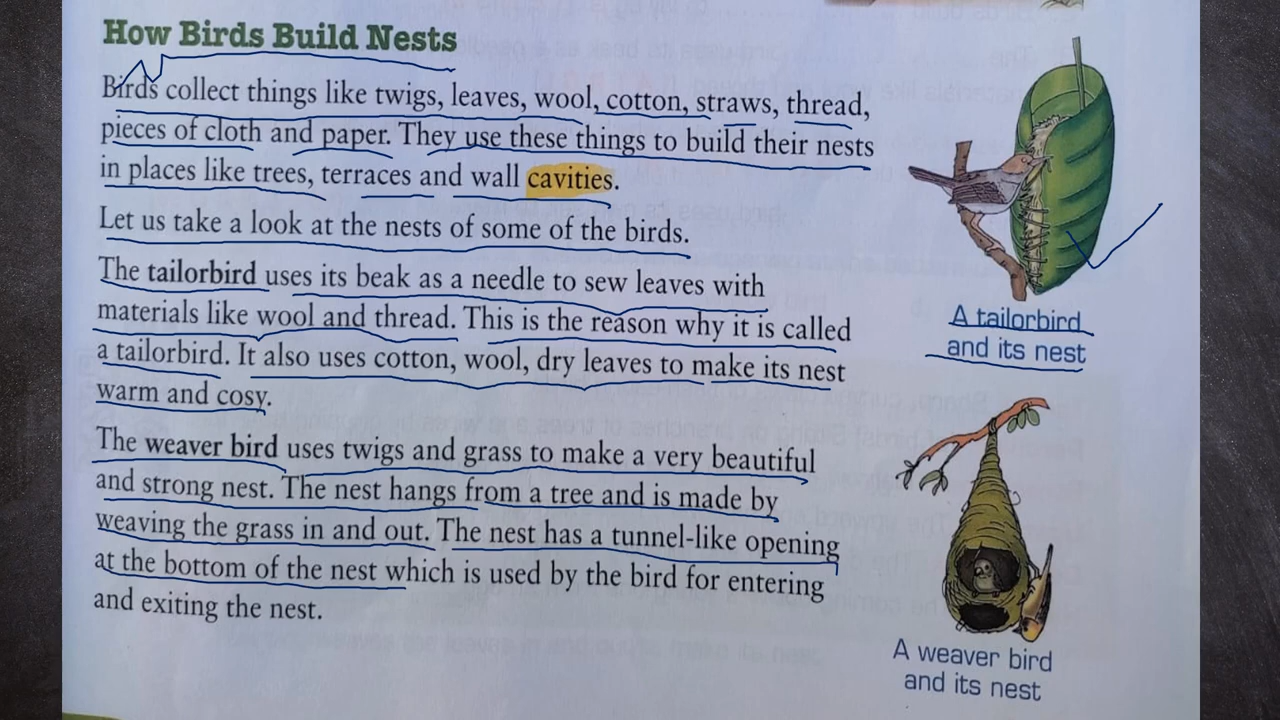 How Birds Build Nests
Birds collect things like twigs, leaves, wool, cotton, straws, thread,
pieces of cloth and paper. They use these things to build their nests
in places like trees, terraces and wall cavities.
Let us take a look at the nests of some of the birds.
The tailorbird uses its beak as a needle to sew leaves with
materials like wool and thread. This is the reason why it is called
a tailorbird. It also uses cotton, wool, dry leaves to make its nest
warm and cosy.
The weaver bird uses twigs and grass to make a very beautiful
and strong nest. The nest hangs from a tree and is made by
weaving the grass in and out. The nest has a tunnel-like opening
at the bottom of the nest which is used by the bird for entering
and exiting the nest.
A tailorbird
and its nest
A weaver bird
and its nest